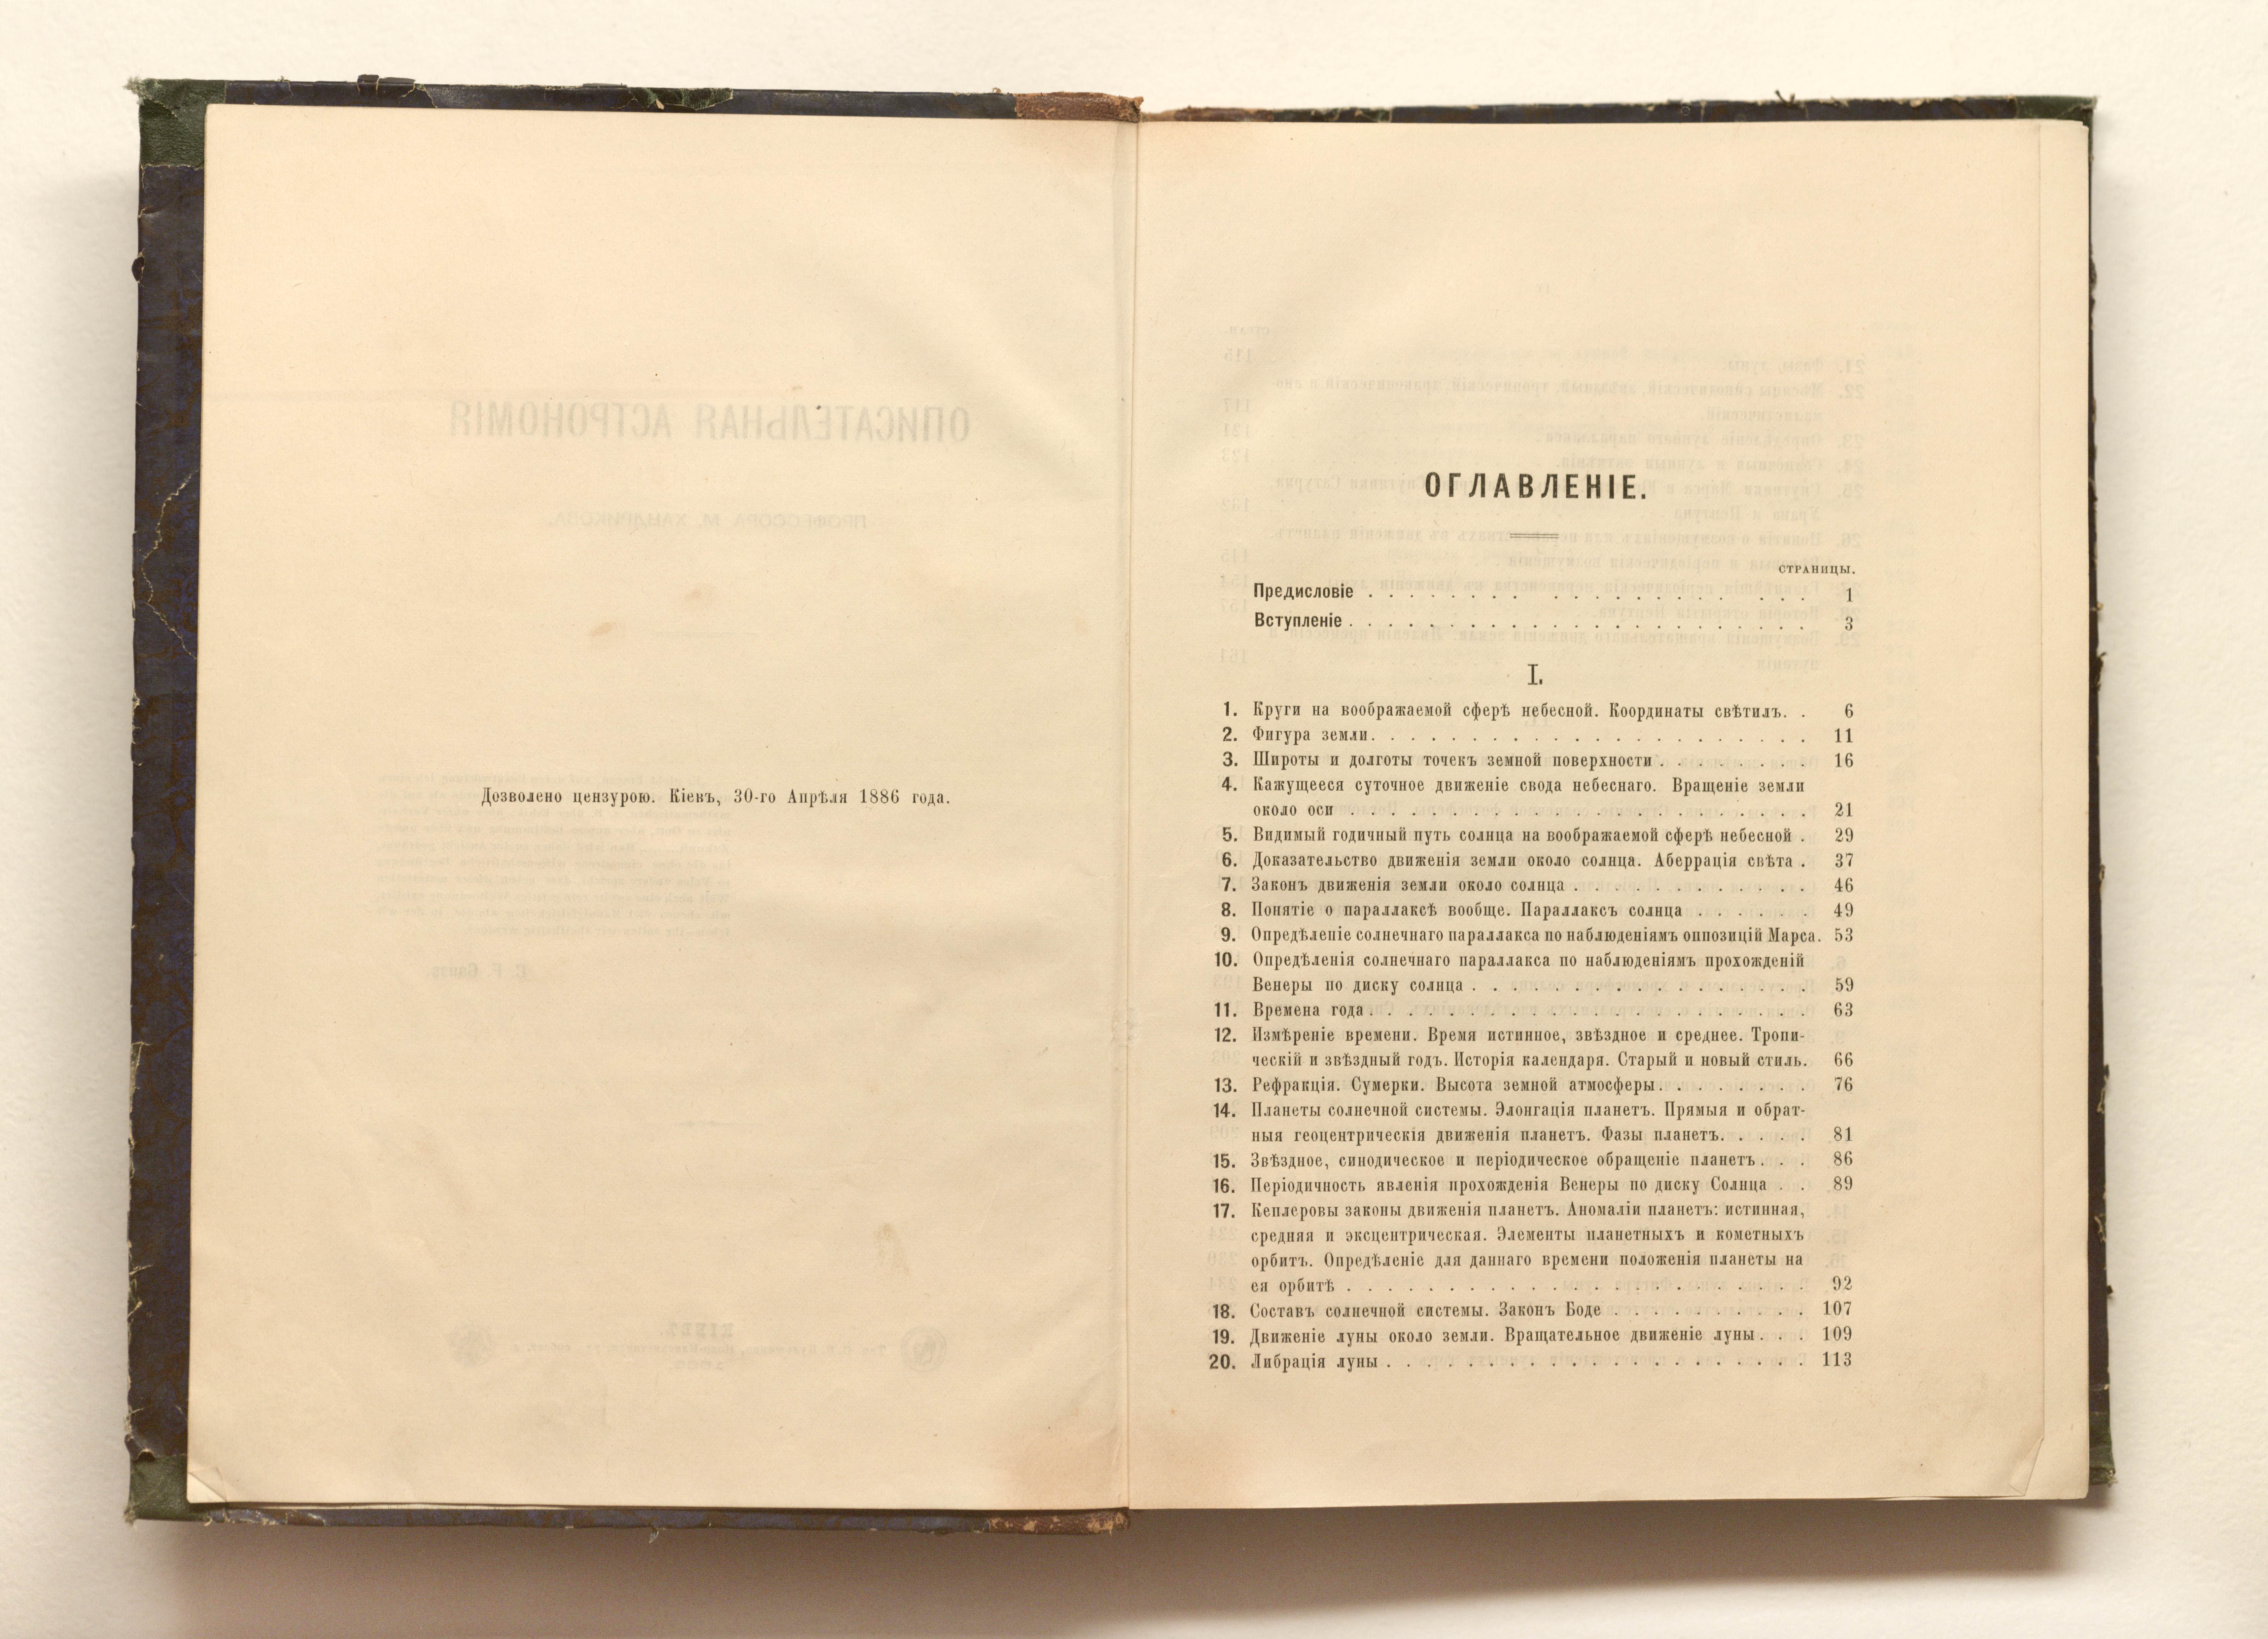 Дозволено цензурою. Кіевъ, 30-го Апрѣля 1886 года.
ОГЛАВЛЕНІЕ.
СТРАНИЦЫ.
Предисловіе . . . . . . . . . . . . . . . . . 1
Вступленіе . . . . . . . . . . . . . . . . . . 3
I.
1. Круги на воображаемой сферѣ небесной. Координаты свѣтилъ. . 6
2. Фигура земли. . . . . . . . . . . . . . . . . . . . . . 11
3. Широты и долготы точекъ земной поверхности . . . . . . . . 16
4. Кажущееся суточное движеніе свода небеснаго. Вращеніе земли
около оси . . . . . . . . . . . . . . . . . . 21
5. Видимый годичный путь солнца на воображаемой сферѣ небесной . 29
6. Доказательство движенія земли около солнца. Аберрація свѣта . 37
7. Законъ движенія земли около солнца . . . . . . . . . . . 46
8. Понятіе о параллаксѣ вообще. Параллаксъ солнца . . . . . . 49
9. Опредѣленіе солнечнаго параллакса по наблюденіямъ оппозицій Марса. 53
10. Опредѣленія солнечнаго параллакса по наблюденіямъ прохожденій
Венеры по диску солнца . . . . . . . . . . . . . . . 59
11. Времена года . . . . . . . . . . . . . . . . . . 63
12. Измѣреніе времени. Время истинное, звѣздное и среднее. Тропи-
ческій и звѣздный годъ. Исторія календаря. Старый и новый стиль. 66
13. Рефракція. Сумерки. Высота земной атмосферы . . . . . . . 76
14. Планеты солнечной системы. Элонгація планетъ. Прямыя и обрат-
ныя геоцентрическія движенія планетъ. Фазы планетъ. . . . . 81
15. Звѣздное, синодическое и періодическое обращеніе планетъ . . . 86
16. Періодичность явленія прохожденія Венеры по диску Солнца . . 89
17. Кеплеровы законы движенія планетъ. Аномаліи планетъ: истинная,
средняя и эксцентрическая. Элементы планетныхъ и кометныхъ
орбитъ. Опредѣленіе для даннаго времени положенія планеты на
ея орбитѣ . . . . . . . . . . . . . . . . . . 92
18. Составъ солнечной системы. Законъ Боде . . . . . . . . . 107
19. Движеніе луны около земли. Вращательное движеніе луны . . . 109
20. Либрація луны . . . . . . . . . . . . . . . . . 113